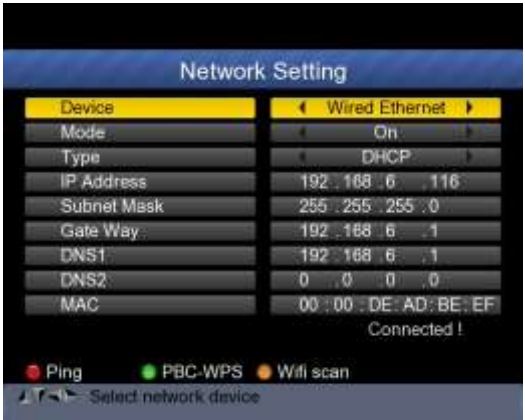 Network Setting
Device Wired Ethernet
Mode On
Type DHCP
IP Address 192 . 168 . 6 . 116
Subnet Mask 255 . 255 . 255 . 0
Gate Way 192 . 168 . 6 . 1
DNS1 192 . 168 . 6 . 1
DNS2 0 . 0 . 0 . 0
MAC 00 : 00 : DE : AD : BE : EF
Connected !
Ping PBC-WPS Wifi scan
Select network device